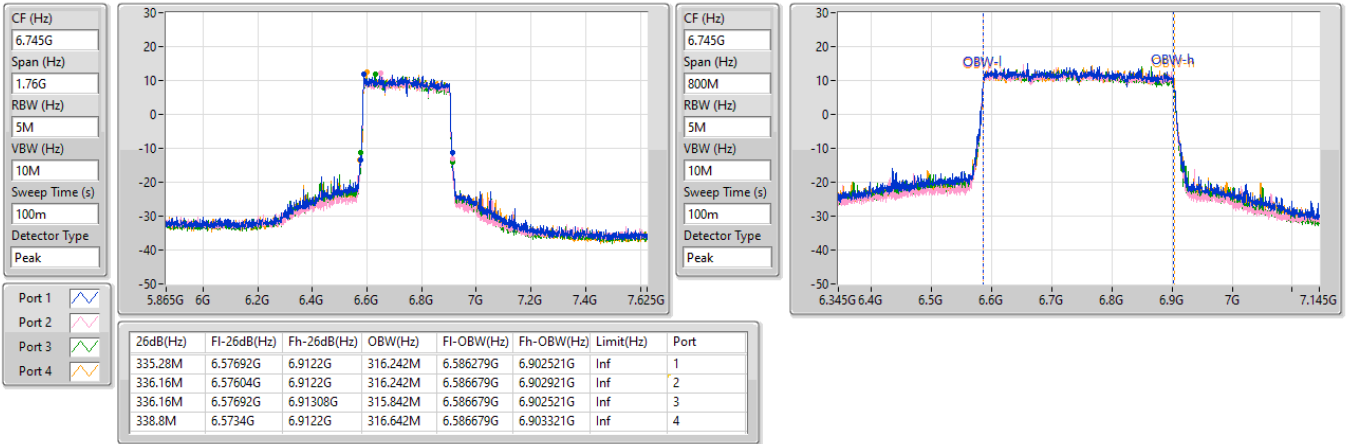 CF (Hz)
6.745G
Span (Hz)
1.76G
RBW (Hz)
5M
VBW (Hz)
10M
Sweep Time (s)
100m
Detector Type
Peak
30
20
10
0
-10
-20
-30
-40
-50
5.865G 6G 6.2G 6.4G 6.6G 6.8G 7G 7.2G 7.4G 7.625G
CF (Hz)
6.745G
Span (Hz)
800M
RBW (Hz)
5M
VBW (Hz)
10M
Sweep Time (s)
100m
Detector Type
Peak
30
20
10
0
-10
-20
-30
-40
-50
OBW-l OBW-h
6.345G 6.4G 6.5G 6.6G 6.7G 6.8G 6.9G 7G 7.145G
Port 1
Port 2
Port 3
Port 4
26dB(Hz) Fl-26dB(Hz) Fh-26dB(Hz) OBW(Hz) Fl-OBW(Hz) Fh-OBW(Hz) Limit(Hz) Port
335.28M 6.57692G 6.9122G 316.242M 6.586279G 6.902521G Inf 1
336.16M 6.57604G 6.9122G 316.242M 6.586679G 6.902921G Inf 2
336.16M 6.57692G 6.91308G 315.842M 6.586679G 6.902521G Inf 3
338.8M 6.5734G 6.9122G 316.642M 6.586679G 6.903321G Inf 4